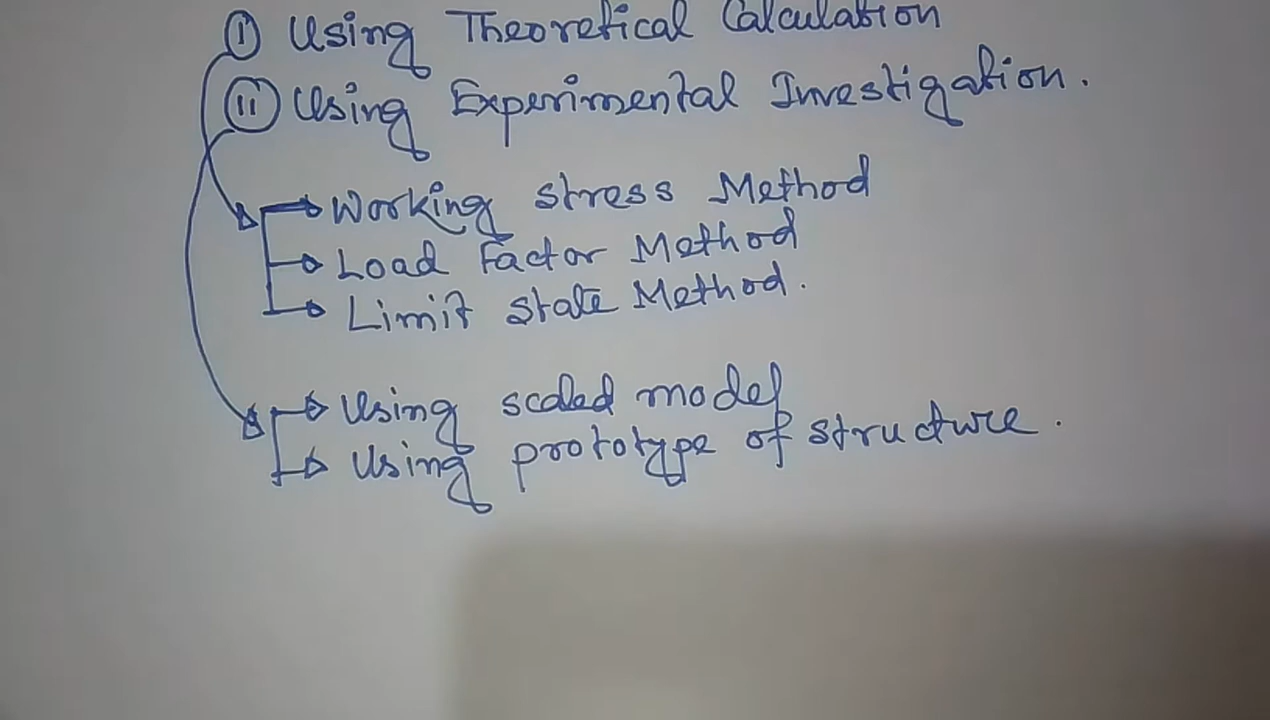 (I) Using Theoretical Calculation
(II) Using Experimental Investigation.
Working stress Method
Load Factor Method
Limit state Method.
Using scaled model
Using prototype of structure.